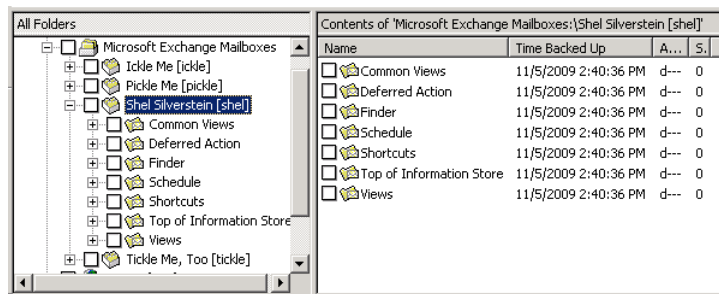 All Folders
Microsoft Exchange Mailboxes
Ickle Me [ickle]
Pickle Me [pickle]
Shel Silverstein [shel]
Common Views
Deferred Action
Finder
Schedule
Shortcuts
Top of Information Store
Views
Tickle Me, Too [tickle]
Contents of 'Microsoft Exchange Mailboxes:\Shel Silverstein [shel]'
Name Time Backed Up A... S.
Common Views 11/5/2009 2:40:36 PM d--- 0
Deferred Action 11/5/2009 2:40:36 PM d--- 0
Finder 11/5/2009 2:40:36 PM d--- 0
Schedule 11/5/2009 2:40:36 PM d--- 0
Shortcuts 11/5/2009 2:40:36 PM d--- 0
Top of Information Store 11/5/2009 2:40:36 PM d--- 0
Views 11/5/2009 2:40:36 PM d--- 0